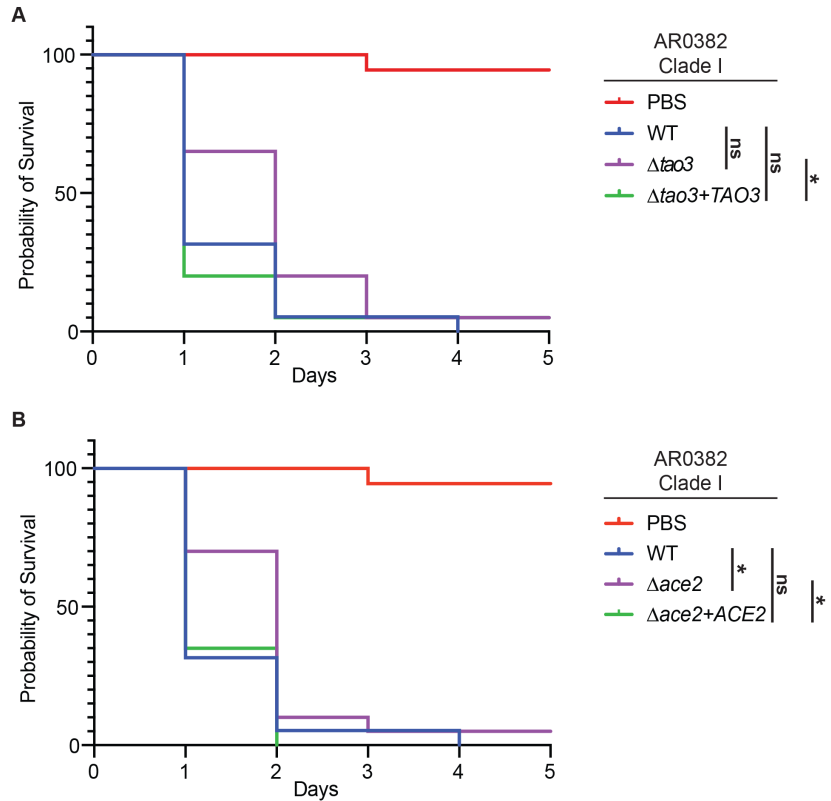 A
AR0382
Clade I
100
50
0
Probability of Survival
0 1 2 3 4 5
Days
PBS
WT
Δtao3
Δtao3+TAO3
ns
ns
*
B
AR0382
Clade I
100
50
0
Probability of Survival
0 1 2 3 4 5
Days
PBS
WT
Δace2
Δace2+ACE2
*
ns
*